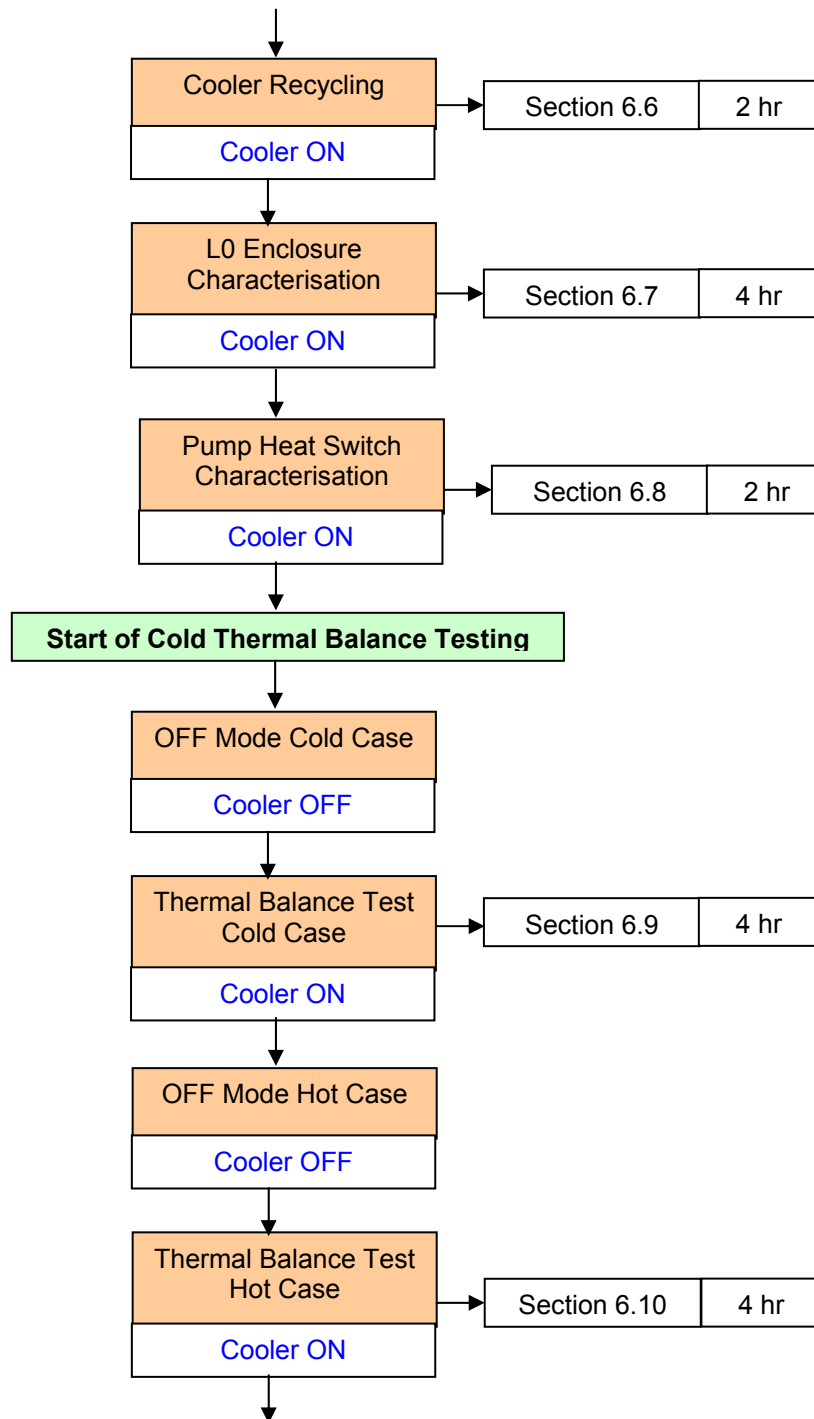 Cooler Recycling
Cooler ON
Section 6.6 2 hr
L0 Enclosure
Characterisation
Cooler ON
Section 6.7 4 hr
Pump Heat Switch
Characterisation
Cooler ON
Section 6.8 2 hr
Start of Cold Thermal Balance Testing
OFF Mode Cold Case
Cooler OFF
Thermal Balance Test
Cold Case
Cooler ON
Section 6.9 4 hr
OFF Mode Hot Case
Cooler OFF
Thermal Balance Test
Hot Case
Cooler ON
Section 6.10 4 hr